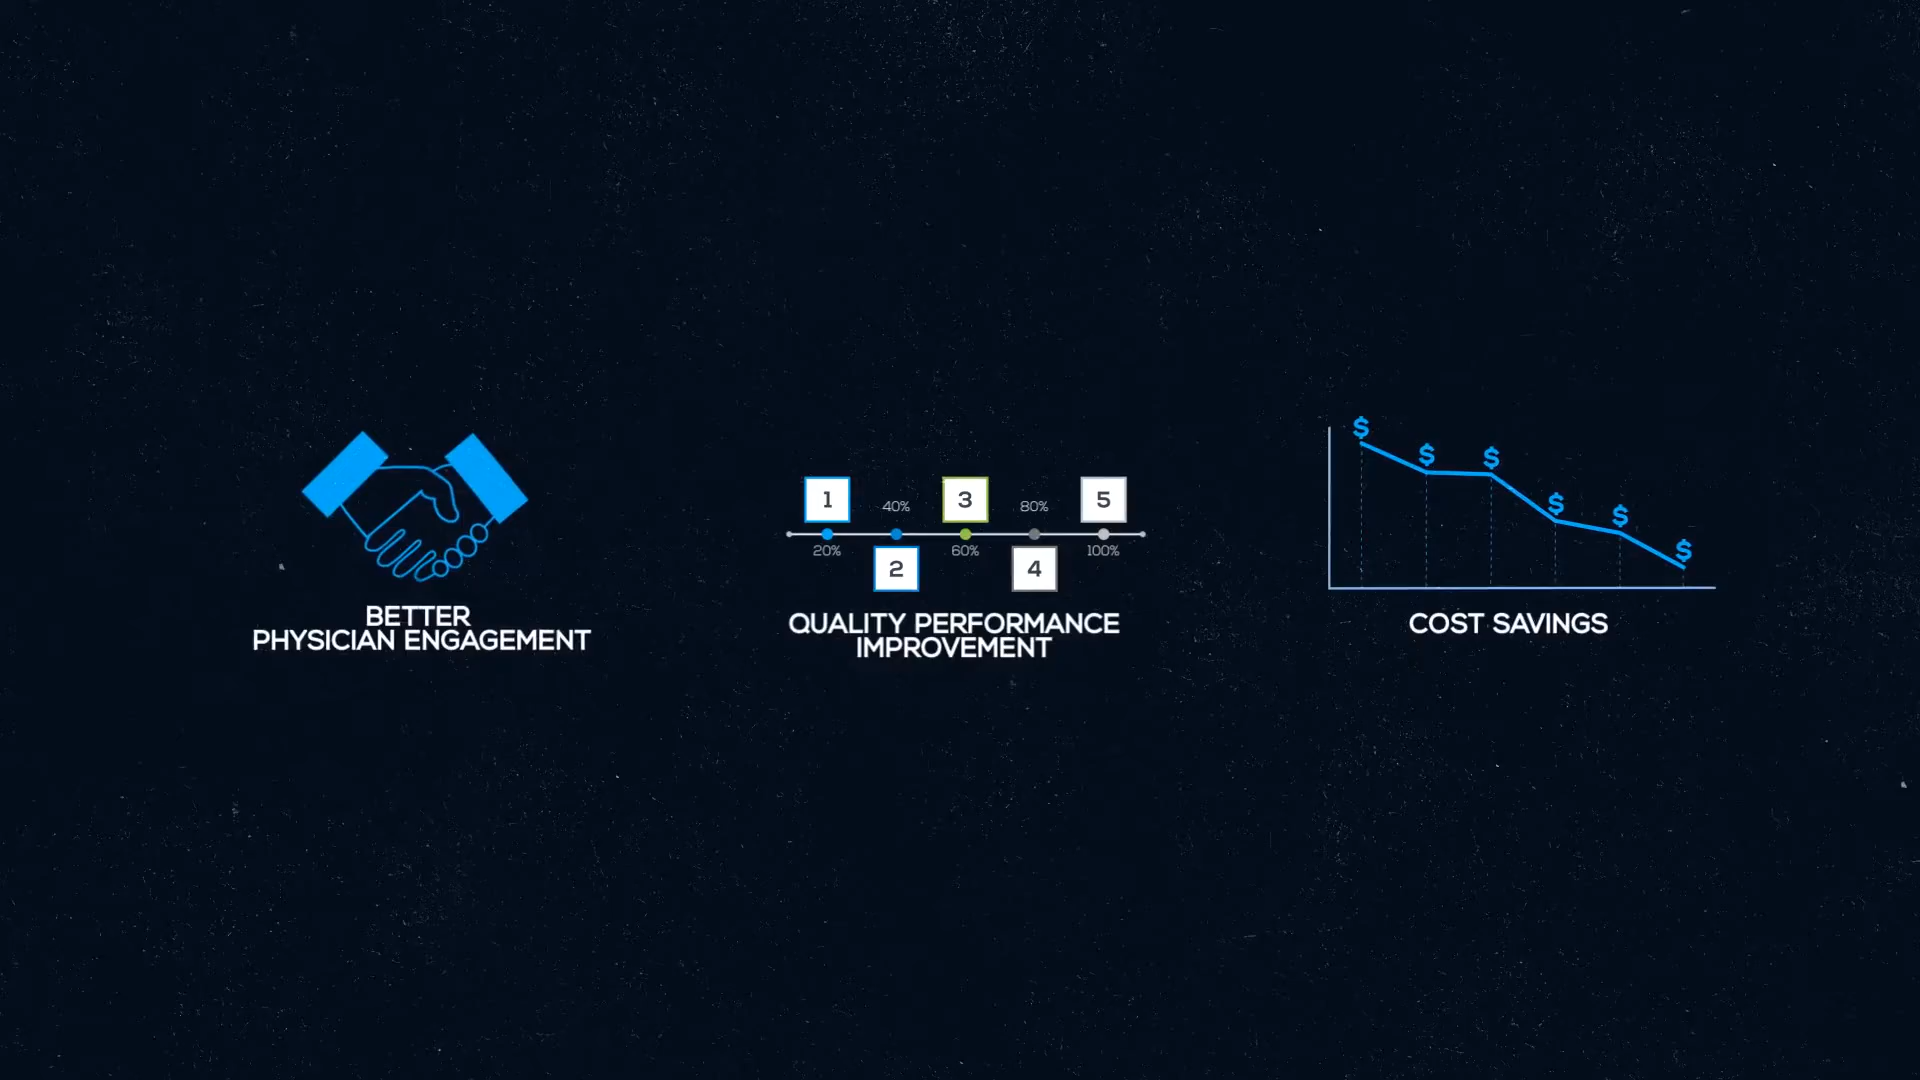 BETTER
PHYSICIAN ENGAGEMENT
1 40% 3 80% 5
20% 2 60% 4 100%
QUALITY PERFORMANCE
IMPROVEMENT
$ $ $ $ $ $
COST SAVINGS